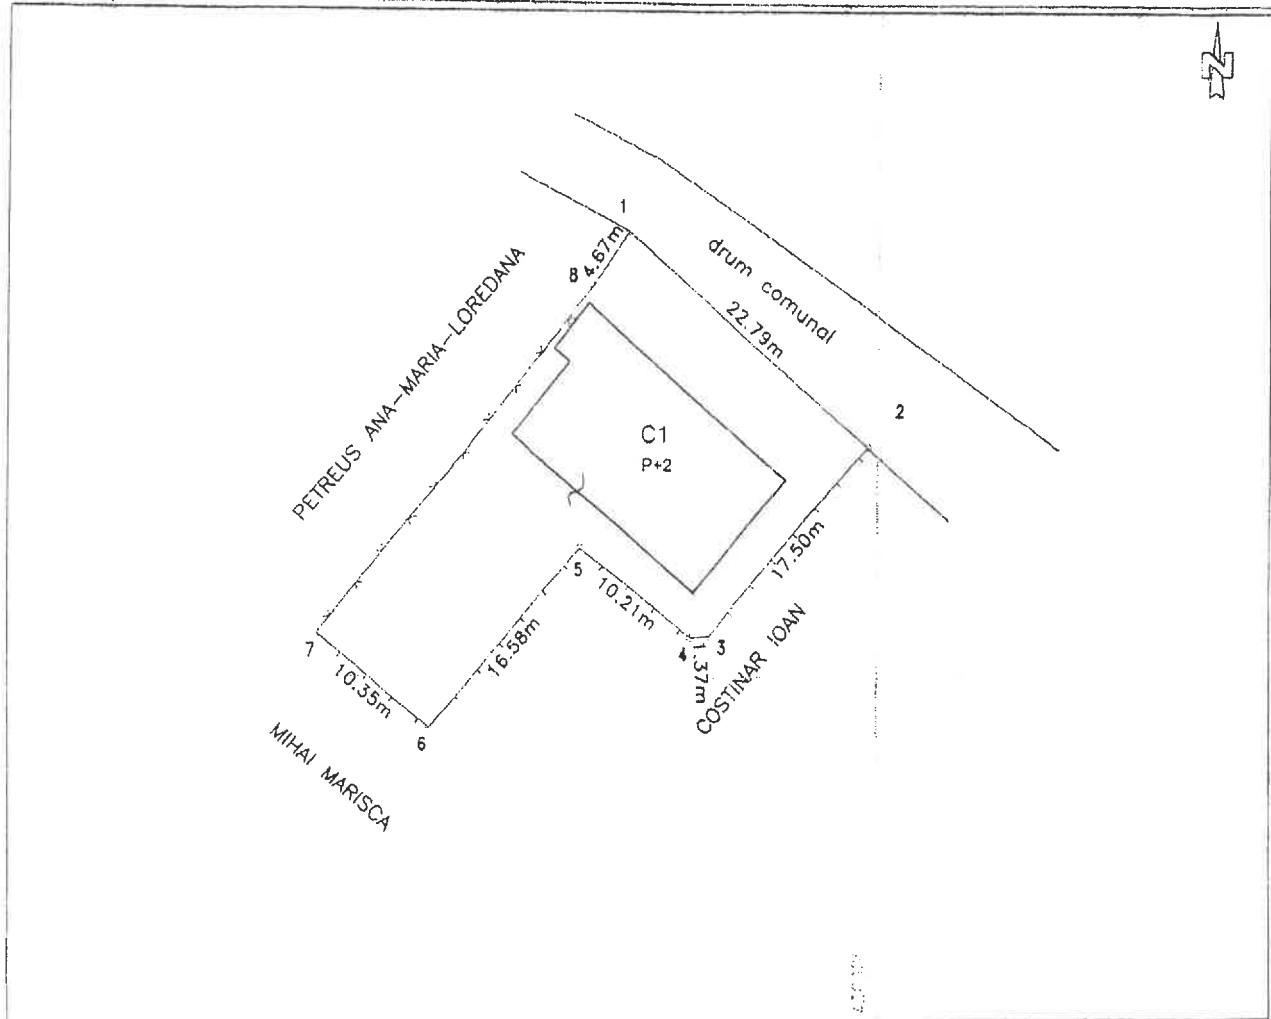 N
1
4.67m
8
drum comunal
22.79m
2
PETREUS ANA-MARIA-LOREDANA
C1
P+2
17.50m
5
10.21m
16.58m
4
3
1.37m
COSTINAR IOAN
7
10.35m
6
MIHAI MARISCA